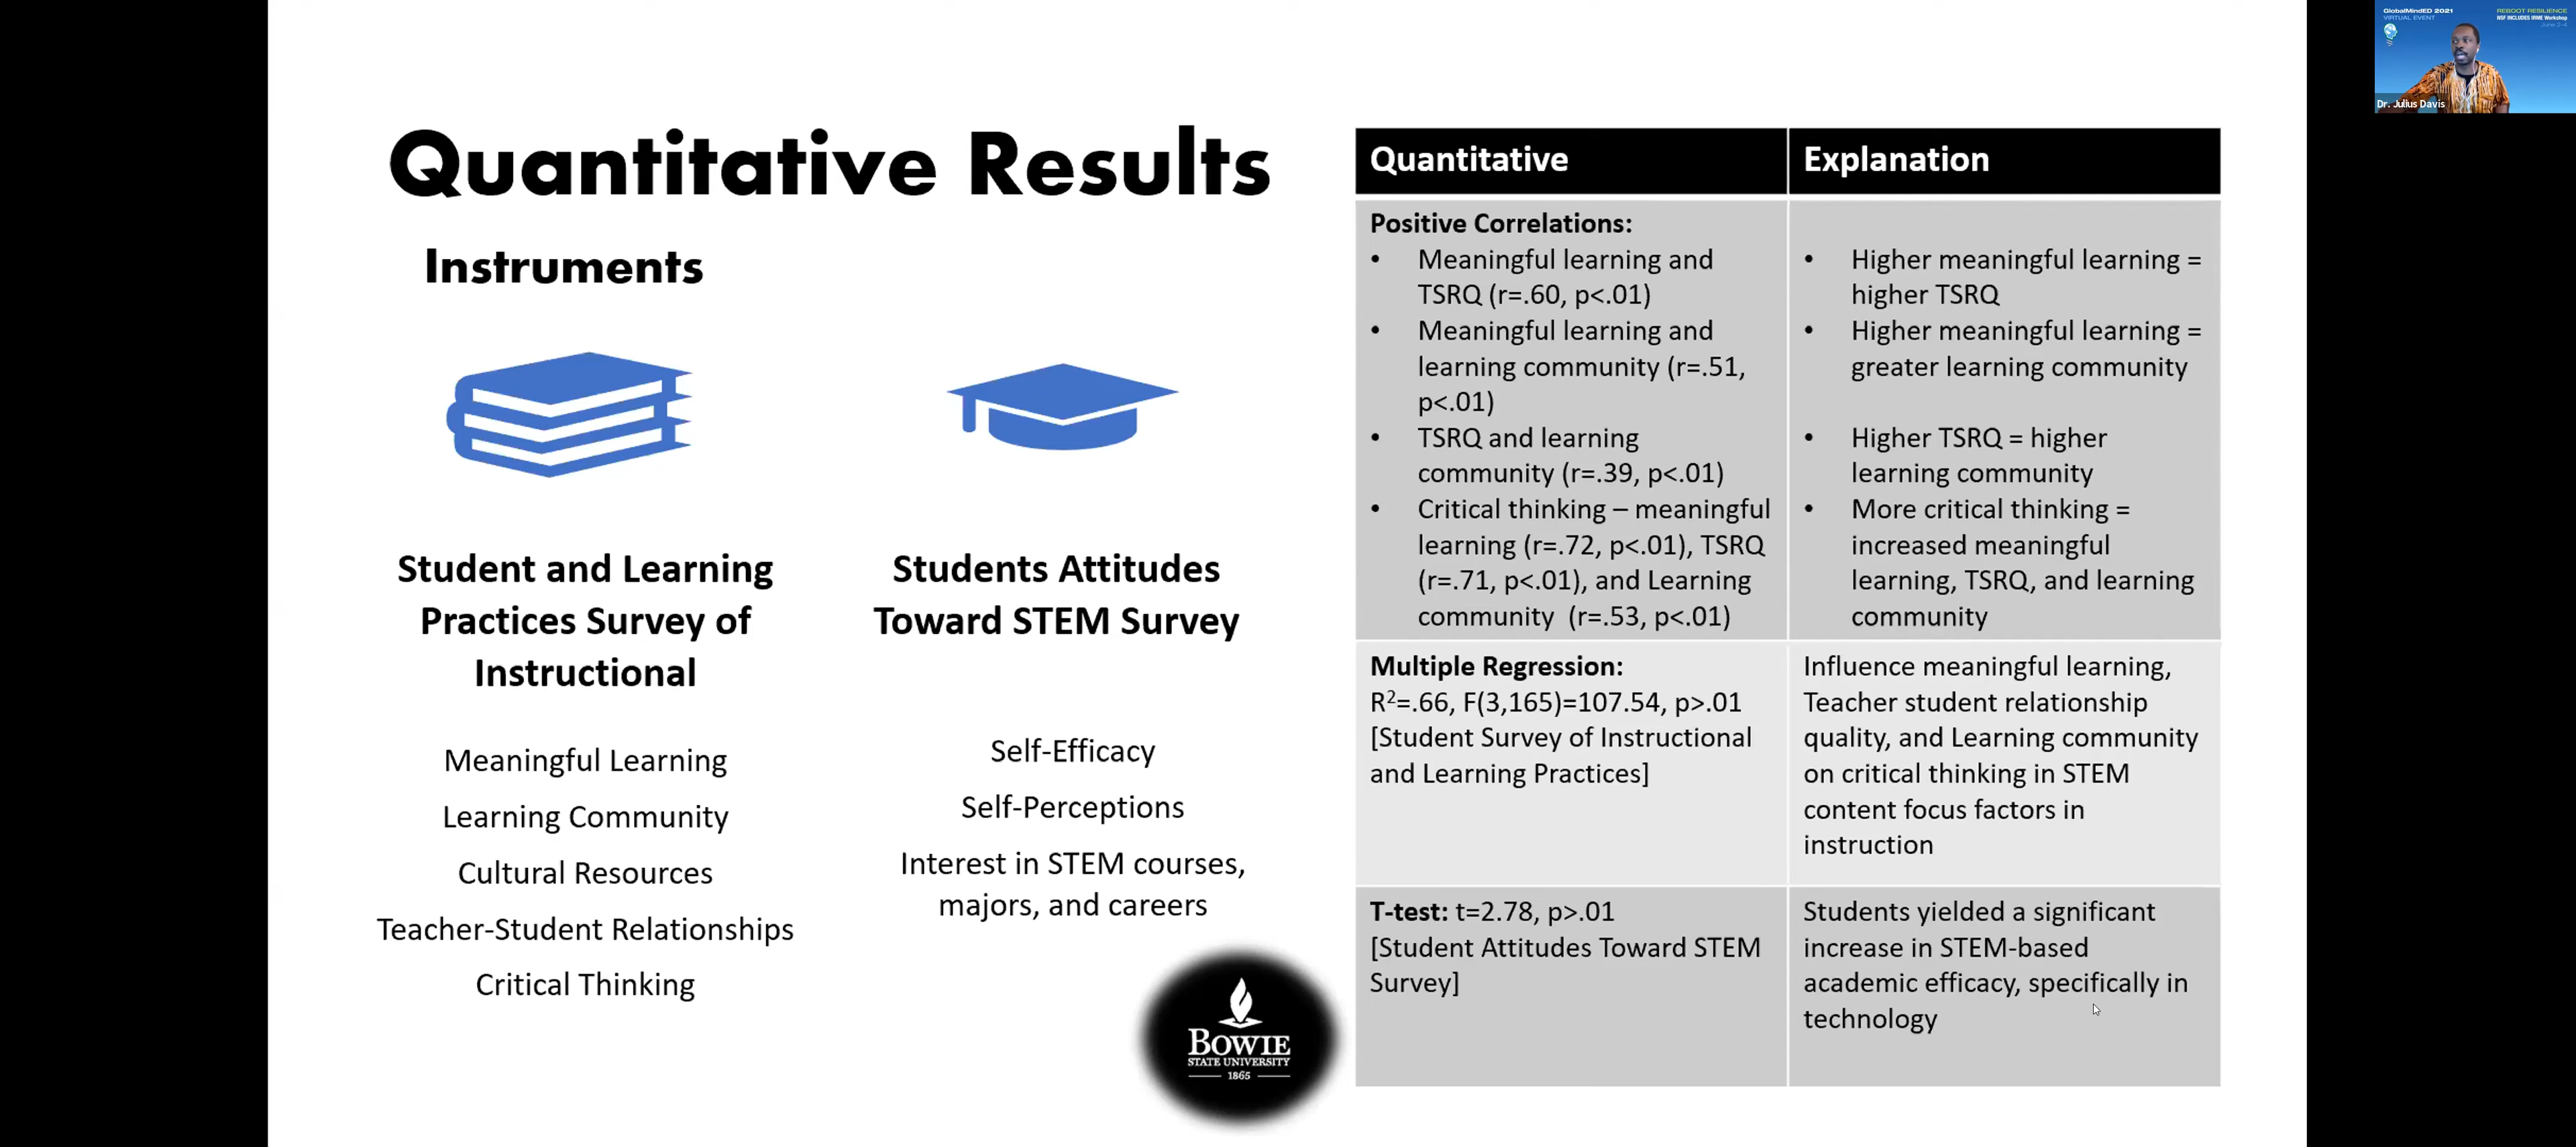 Quantitative Results
Instruments
Student and Learning
Practices Survey of
Instructional
Meaningful Learning
Learning Community
Cultural Resources
Teacher-Student Relationships
Critical Thinking
Students Attitudes
Toward STEM Survey
Self-Efficacy
Self-Perceptions
Interest in STEM courses,
majors, and careers
BOWIE
STATE UNIVERSITY
1865
Quantitative
Explanation
Positive Correlations:
• Meaningful learning and
TSRQ (r=.60, p<.01)
• Meaningful learning and
learning community (r=.51,
p<.01)
• TSRQ and learning
community (r=.39, p<.01)
• Critical thinking – meaningful
learning (r=.72, p<.01), TSRQ
(r=.71, p<.01), and Learning
community (r=.53, p<.01)
• Higher meaningful learning =
higher TSRQ
• Higher meaningful learning =
greater learning community
• Higher TSRQ = higher
learning community
• More critical thinking =
increased meaningful
learning, TSRQ, and learning
community
Multiple Regression:
R²=.66, F(3,165)=107.54, p>.01
[Student Survey of Instructional
and Learning Practices]
Influence meaningful learning,
Teacher student relationship
quality, and Learning community
on critical thinking in STEM
content focus factors in
instruction
T-test: t=2.78, p>.01
[Student Attitudes Toward STEM
Survey]
Students yielded a significant
increase in STEM-based
academic efficacy, specifically in
technology
GlobalMindED 2021
VIRTUAL EVENT
REBOOT RESILIENCE
NSF INCLUDES WIRE Workshop
June 2-4
Dr. Julius Davis